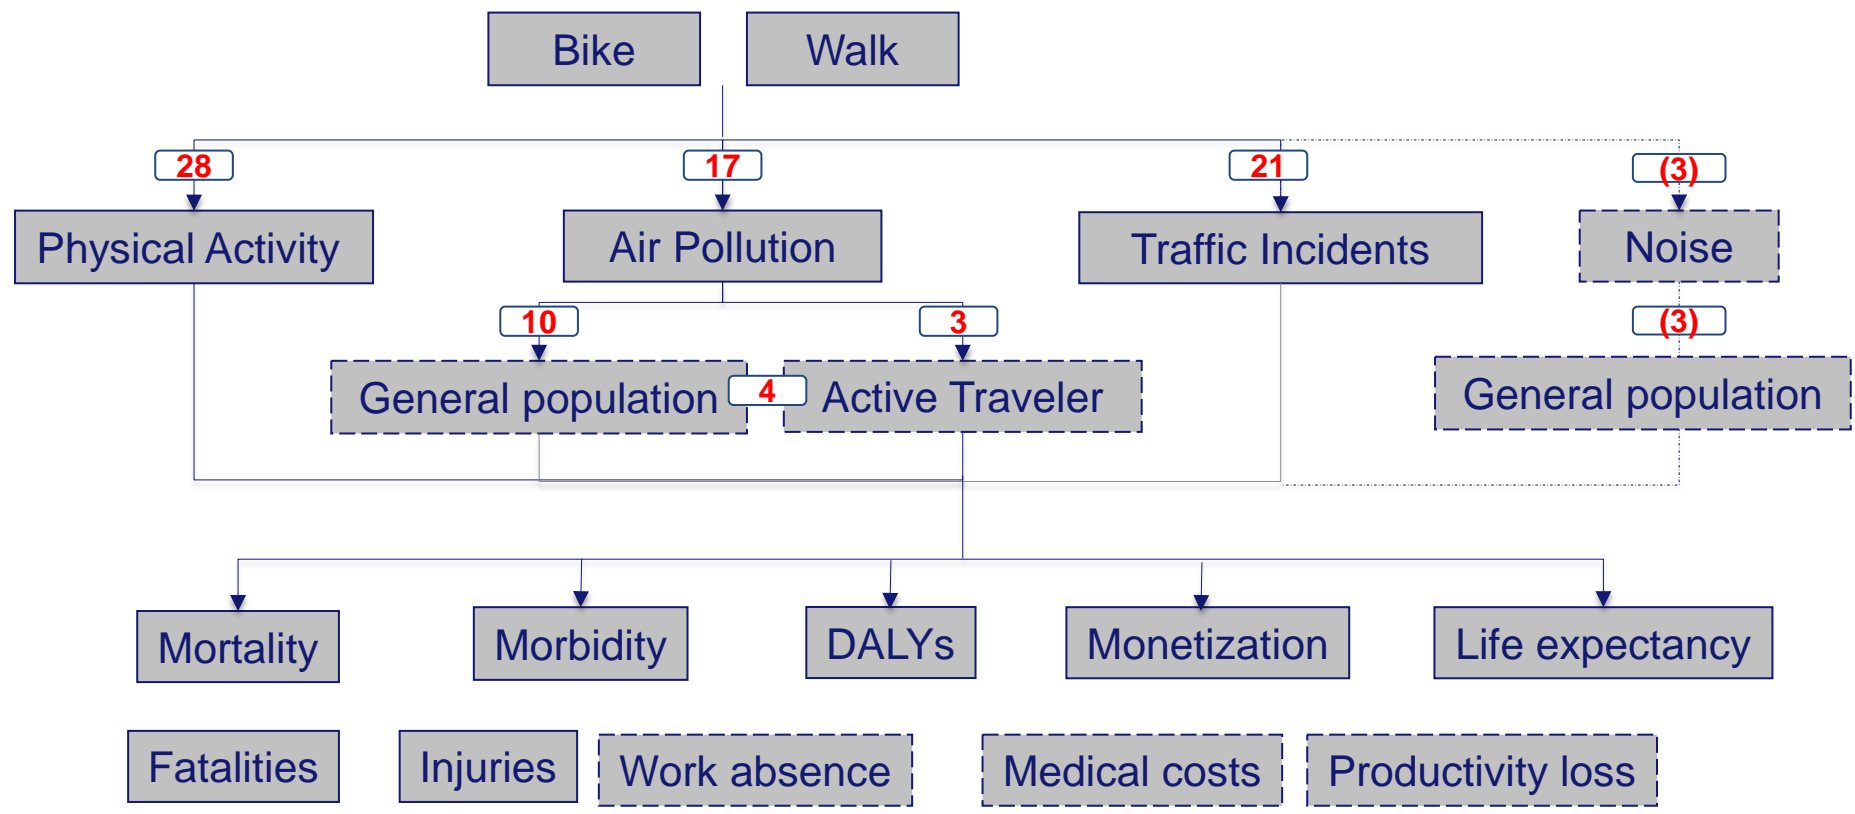 Bike
Walk
28
17
21
(3)
Physical Activity
Air Pollution
Traffic Incidents
Noise
10
3
(3)
General population
4
Active Traveler
General population
Mortality
Morbidity
DALYs
Monetization
Life expectancy
Fatalities
Injuries
Work absence
Medical costs
Productivity loss